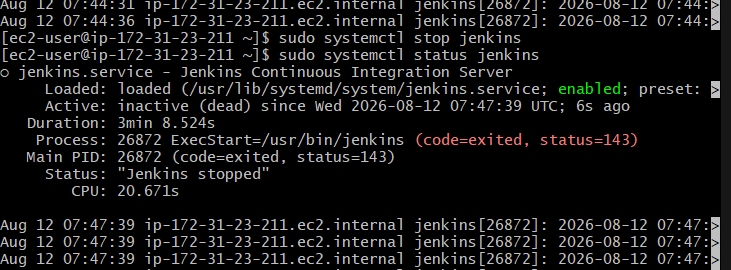 Aug 12 07:44:31 ip-172-31-23-211.ec2.internal jenkins[26872]: 2026-08-12 07:44:>
Aug 12 07:44:36 ip-172-31-23-211.ec2.internal jenkins[26872]: 2026-08-12 07:44:>
[ec2-user@ip-172-31-23-211 ~]$ sudo systemctl stop jenkins
[ec2-user@ip-172-31-23-211 ~]$ sudo systemctl status jenkins
○ jenkins.service - Jenkins Continuous Integration Server
     Loaded: loaded (/usr/lib/systemd/system/jenkins.service; enabled; preset: >
     Active: inactive (dead) since Wed 2026-08-12 07:47:39 UTC; 6s ago
   Duration: 3min 8.524s
    Process: 26872 ExecStart=/usr/bin/jenkins (code=exited, status=143)
   Main PID: 26872 (code=exited, status=143)
     Status: "Jenkins stopped"
        CPU: 20.671s
Aug 12 07:47:39 ip-172-31-23-211.ec2.internal jenkins[26872]: 2026-08-12 07:47:>
Aug 12 07:47:39 ip-172-31-23-211.ec2.internal jenkins[26872]: 2026-08-12 07:47:>
Aug 12 07:47:39 ip-172-31-23-211.ec2.internal jenkins[26872]: 2026-08-12 07:47:>